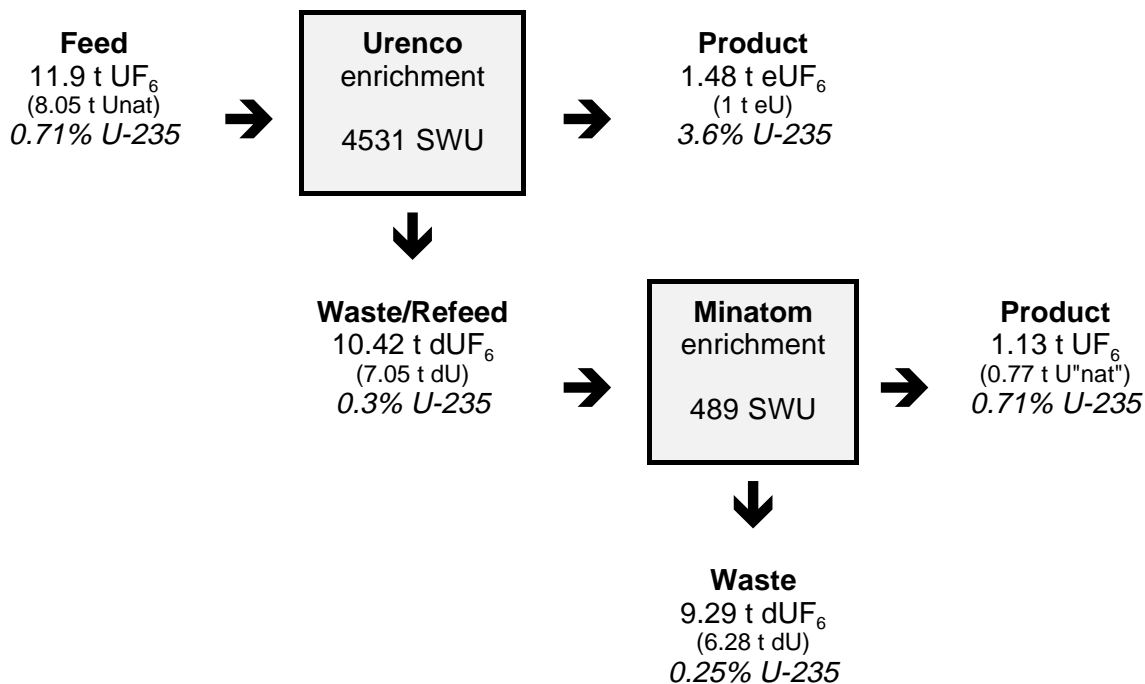 Feed
11.9 t UF₆
(8.05 t Unat)
0.71% U-235
Urenco
enrichment
4531 SWU
Product
1.48 t eUF₆
(1 t eU)
3.6% U-235
Waste/Refeed
10.42 t dUF₆
(7.05 t dU)
0.3% U-235
Minatom
enrichment
489 SWU
Product
1.13 t UF₆
(0.77 t U"nat")
0.71% U-235
Waste
9.29 t dUF₆
(6.28 t dU)
0.25% U-235